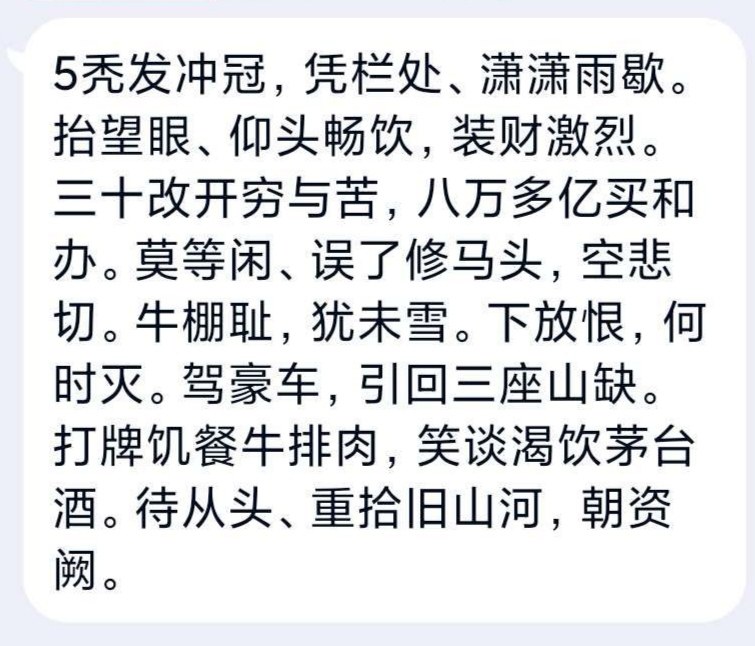 5秃发冲冠，凭栏处、潇潇雨歇。
抬望眼、仰头畅饮，装财激烈。
三十改开穷与苦，八万多亿买和
办。莫等闲、误了修马头，空悲
切。牛棚耻，犹未雪。下放恨，何
时灭。驾豪车，引回三座山缺。
打牌饥餐牛排肉，笑谈渴饮茅台
酒。待从头、重拾旧山河，朝资
阙。